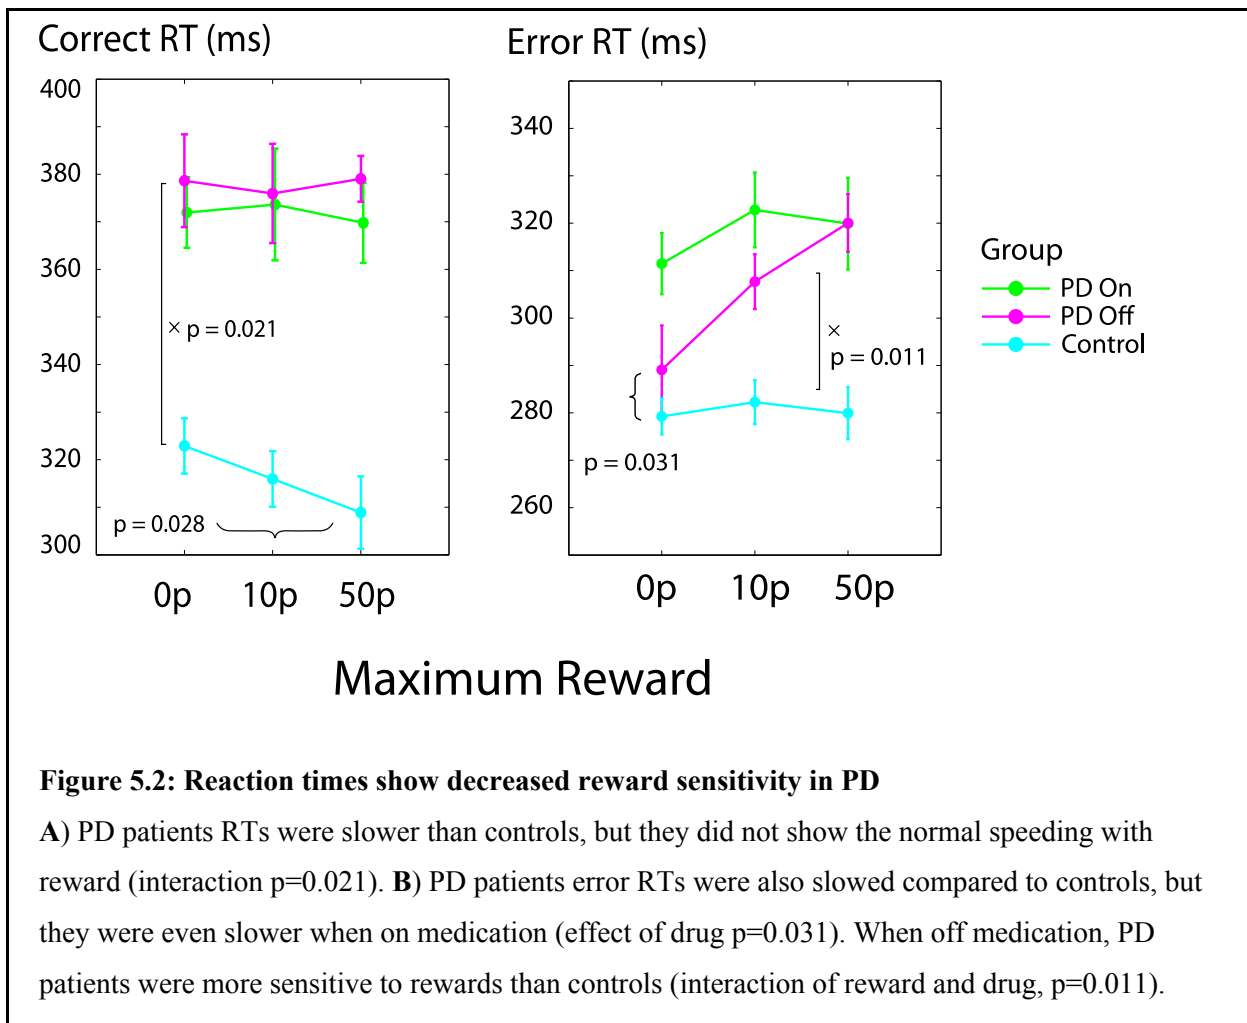 Correct RT (ms)
400
380
360
340
320
300
× p = 0.021
p = 0.028
0p 10p 50p
Error RT (ms)
340
320
300
280
260
×
p = 0.011
p = 0.031
0p 10p 50p
Group
PD On
PD Off
Control
Maximum Reward
Figure 5.2: Reaction times show decreased reward sensitivity in PD
A) PD patients RTs were slower than controls, but they did not show the normal speeding with
reward (interaction p=0.021). B) PD patients error RTs were also slowed compared to controls, but
they were even slower when on medication (effect of drug p=0.031). When off medication, PD
patients were more sensitive to rewards than controls (interaction of reward and drug, p=0.011).